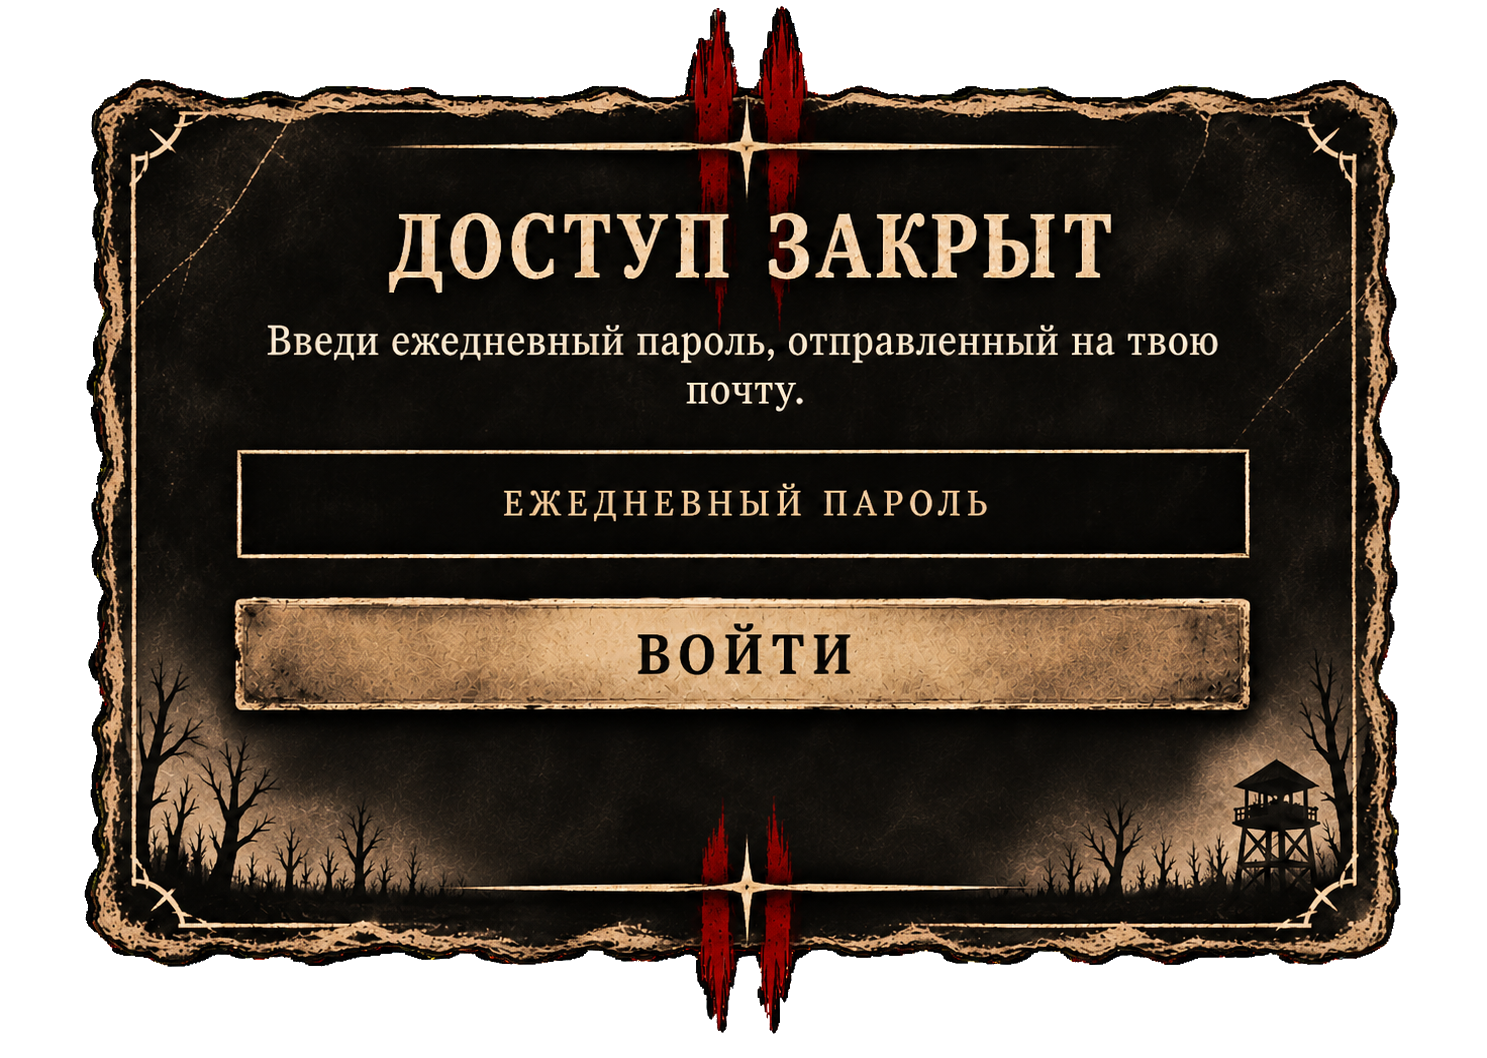 ДОСТУП ЗАКРЫТ
Введи ежедневный пароль, отправленный на твою
почту.
ЕЖЕДНЕВНЫЙ ПАРОЛЬ
ВОЙТИ